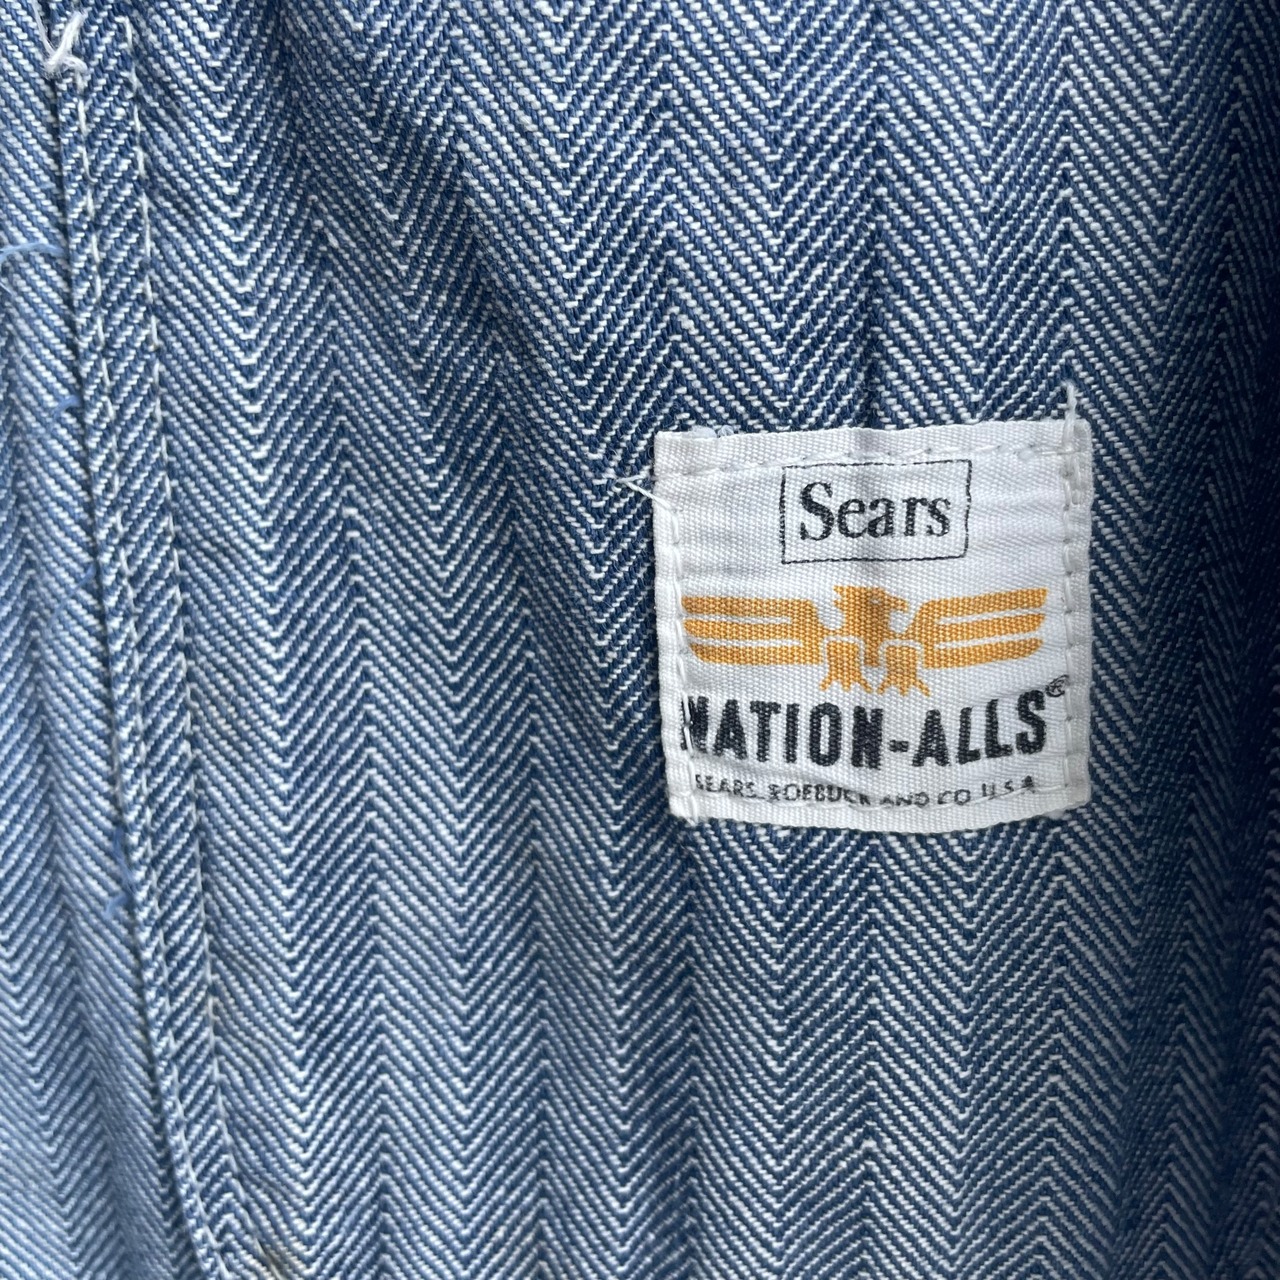 Sears
NATION-ALLS®
SEARS, ROEBUCK AND CO. U.S.A.